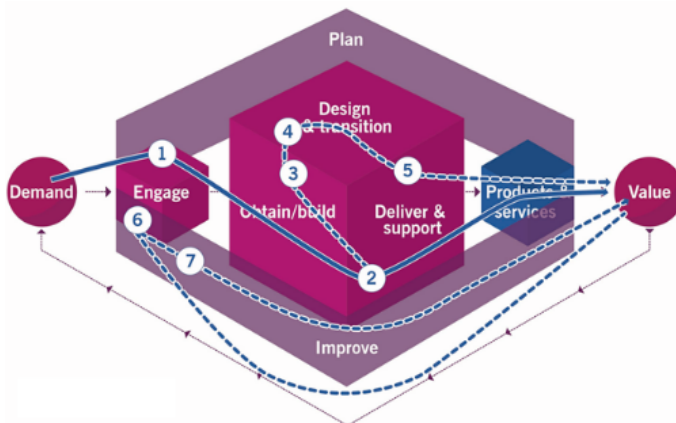 Plan
Design
& transition
4
1
3
5
Demand
Engage
Obtain/build
Deliver &
support
Products &
services
Value
6
7
2
Improve